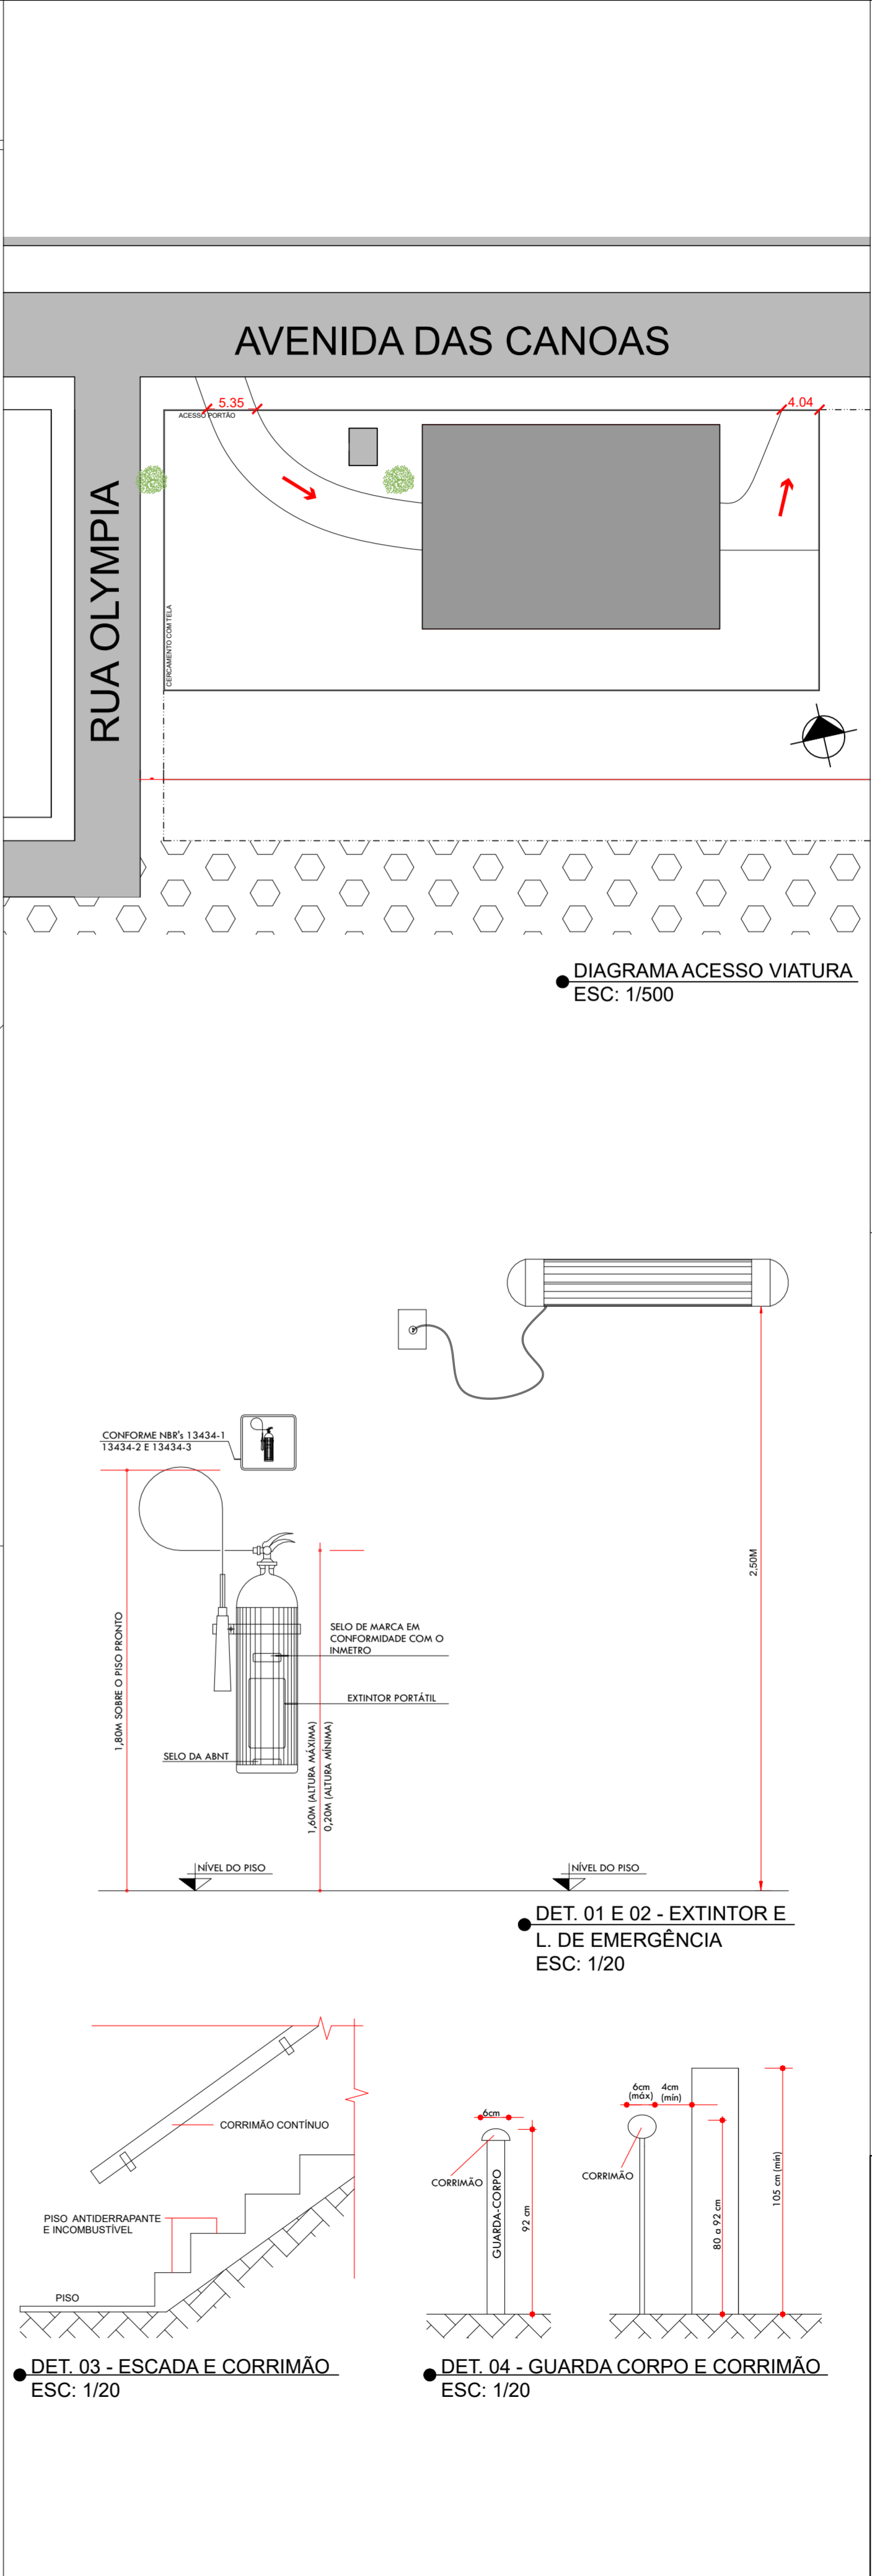 AVENIDA DAS CANOAS
5.35
4.04
ACESSO PORTÃO
RUA OLYMPIA
CERCAMENTO COM TELA
DIAGRAMA ACESSO VIATURA
ESC: 1/500
CONFORME NBR's 13434-1
13434-2 E 13434-3
2,50M
1,80M SOBRE O PISO PRONTO
SELO DE MARCA EM
CONFORMIDADE COM O
INMETRO
EXTINTOR PORTÁTIL
SELO DA ABNT
1,60M (ALTURA MÁXIMA)
0,20M (ALTURA MÍNIMA)
NÍVEL DO PISO
NÍVEL DO PISO
DET. 01 E 02 - EXTINTOR E
L. DE EMERGÊNCIA
ESC: 1/20
CORRIMÃO CONTÍNUO
PISO ANTIDERRAPANTE
E INCOMBUSTÍVEL
PISO
DET. 03 - ESCADA E CORRIMÃO
ESC: 1/20
6cm
CORRIMÃO
GUARDA-CORPO
92 cm
6cm
(máx)
4cm
(mín)
CORRIMÃO
80 a 92 cm
105 cm (mín)
DET. 04 - GUARDA CORPO E CORRIMÃO
ESC: 1/20